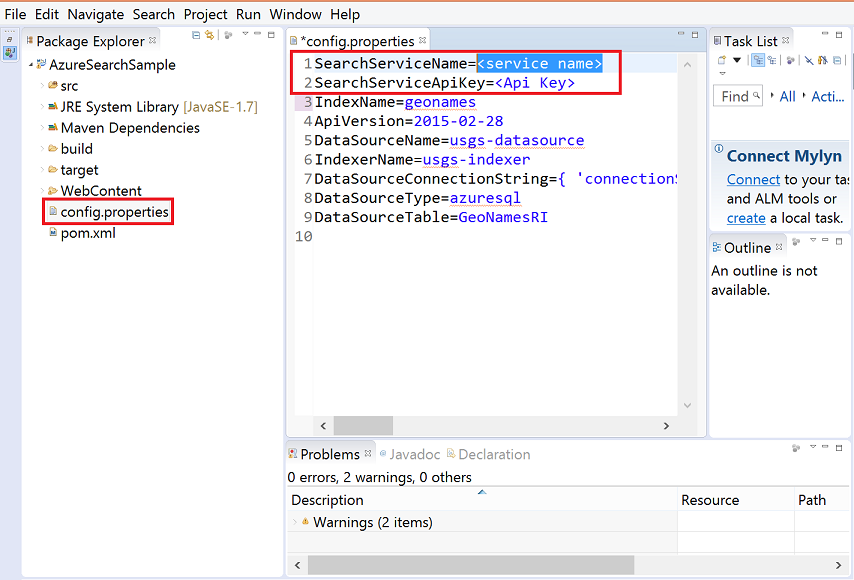 File Edit Navigate Search Project Run Window Help
Package Explorer
AzureSearchSample
src
JRE System Library [JavaSE-1.7]
Maven Dependencies
build
target
WebContent
config.properties
pom.xml
*config.properties
1 SearchServiceName=<service name>
2 SearchServiceApiKey=<Api Key>
3 IndexName=geonames
4 ApiVersion=2015-02-28
5 DataSourceName=usgs-datasource
6 IndexerName=usgs-indexer
7 DataSourceConnectionString={ 'connectionS
8 DataSourceType=azuresql
9 DataSourceTable=GeoNamesRI
10
Task List
Find All Acti...
Connect Mylyn
Connect to your tas
and ALM tools or
create a local task.
Outline
An outline is not
available.
Problems @ Javadoc Declaration
0 errors, 2 warnings, 0 others
Description Resource Path
Warnings (2 items)